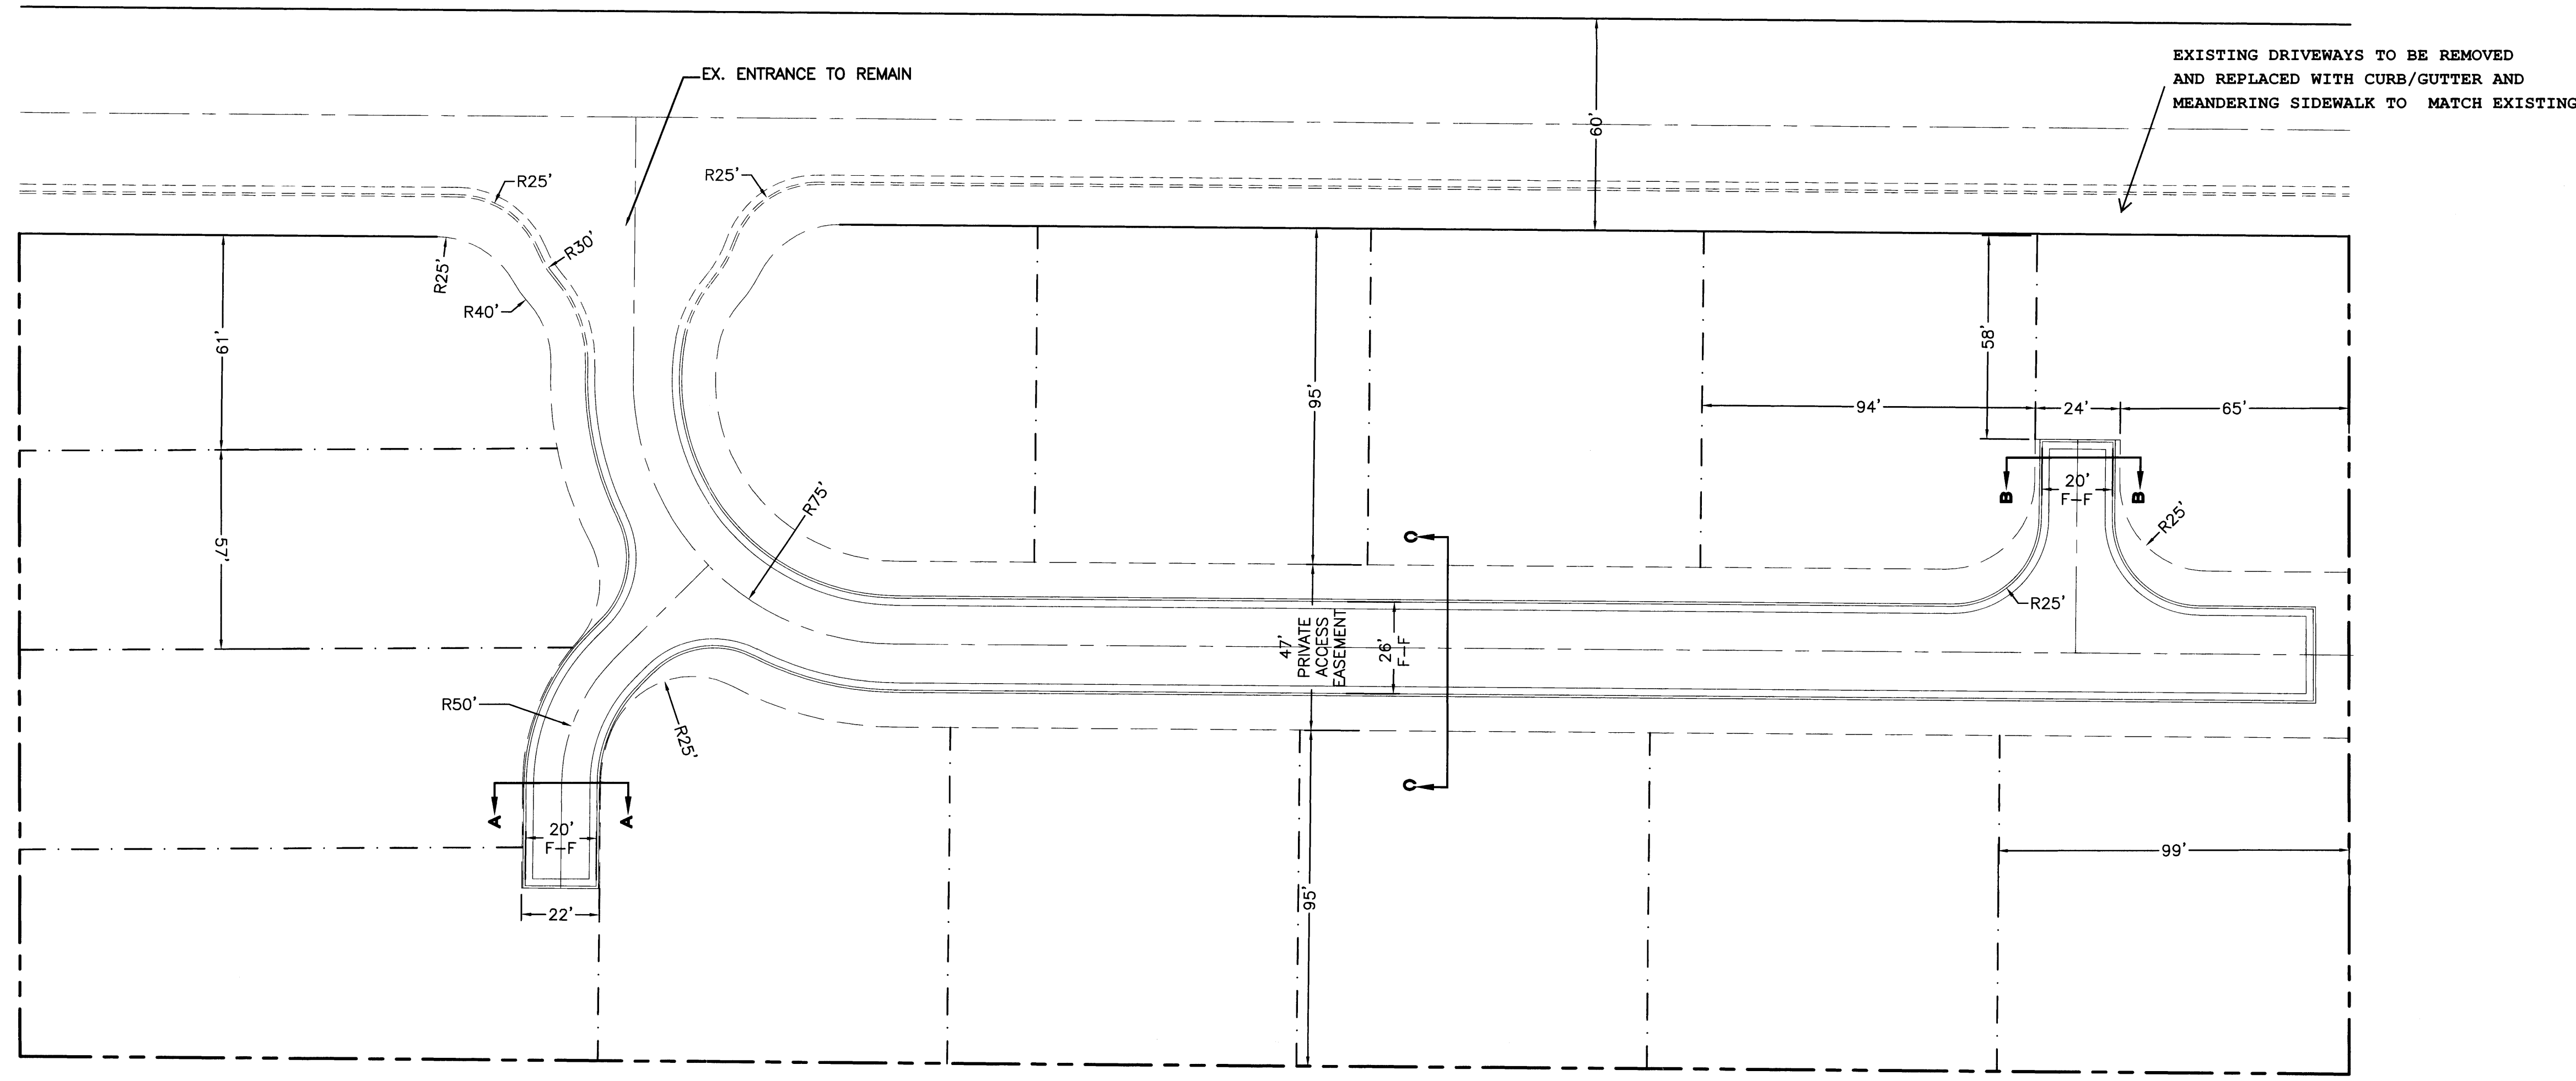 EX. ENTRANCE TO REMAIN
EXISTING DRIVEWAYS TO BE REMOVED
AND REPLACED WITH CURB/GUTTER AND
MEANDERING SIDEWALK TO MATCH EXISTING
60'
R25'
R25'
R30'
R25'
R40'
61'
57'
95'
58'
94'
24'
65'
B
20'
F-F
B
R25'
R25'
R75'
C
C
47'
PRIVATE
ACCESS
EASEMENT
26'
F-F
R50'
R25'
A
A
20'
F-F
22'
95'
99'